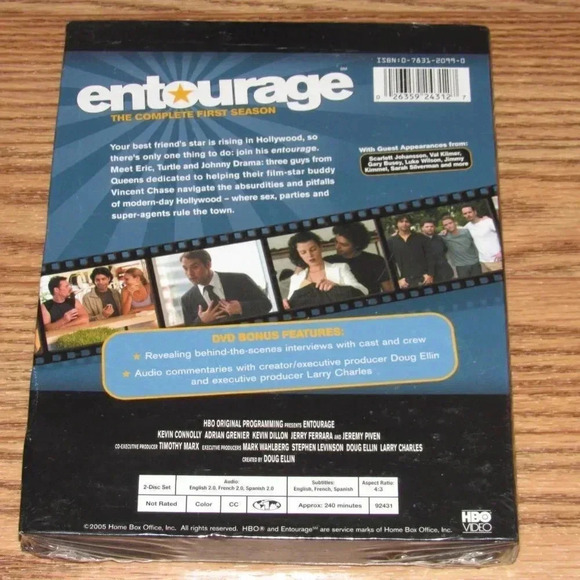 ISBN:0-7831-2099-0
0 26359 24312 7
entourage
SM
THE COMPLETE FIRST SEASON
Your best friend's star is rising in Hollywood, so
there's only one thing to do: join his entourage.
Meet Eric, Turtle and Johnny Drama: three guys from
Queens dedicated to helping their film-star buddy
Vincent Chase navigate the absurdities and pitfalls
of modern-day Hollywood – where sex, parties and
super-agents rule the town.
With Guest Appearances from:
Scarlett Johansson, Val Kilmer,
Gary Busey, Luke Wilson, Jimmy
Kimmel, Sarah Silverman and more
DVD BONUS FEATURES:
★ Revealing behind-the-scenes interviews with cast and crew
★ Audio commentaries with creator/executive producer Doug Ellin
and executive producer Larry Charles
HBO ORIGINAL PROGRAMMING PRESENTS ENTOURAGE
KEVIN CONNOLLY ADRIAN GRENIER KEVIN DILLON JERRY FERRARA AND JEREMY PIVEN
CO-EXECUTIVE PRODUCER TIMOTHY MARX EXECUTIVE PRODUCERS MARK WAHLBERG STEPHEN LEVINSON DOUG ELLIN LARRY CHARLES
CREATED BY DOUG ELLIN
2-Disc Set Audio: English 2.0, French 2.0, Spanish 2.0 Subtitles: English, French, Spanish Aspect Ratio: 4:3
Not Rated Color CC Approx. 240 minutes 92431
©2005 Home Box Office, Inc. All rights reserved. HBO® and Entourage℠ are service marks of Home Box Office, Inc.
HBO
VIDEO